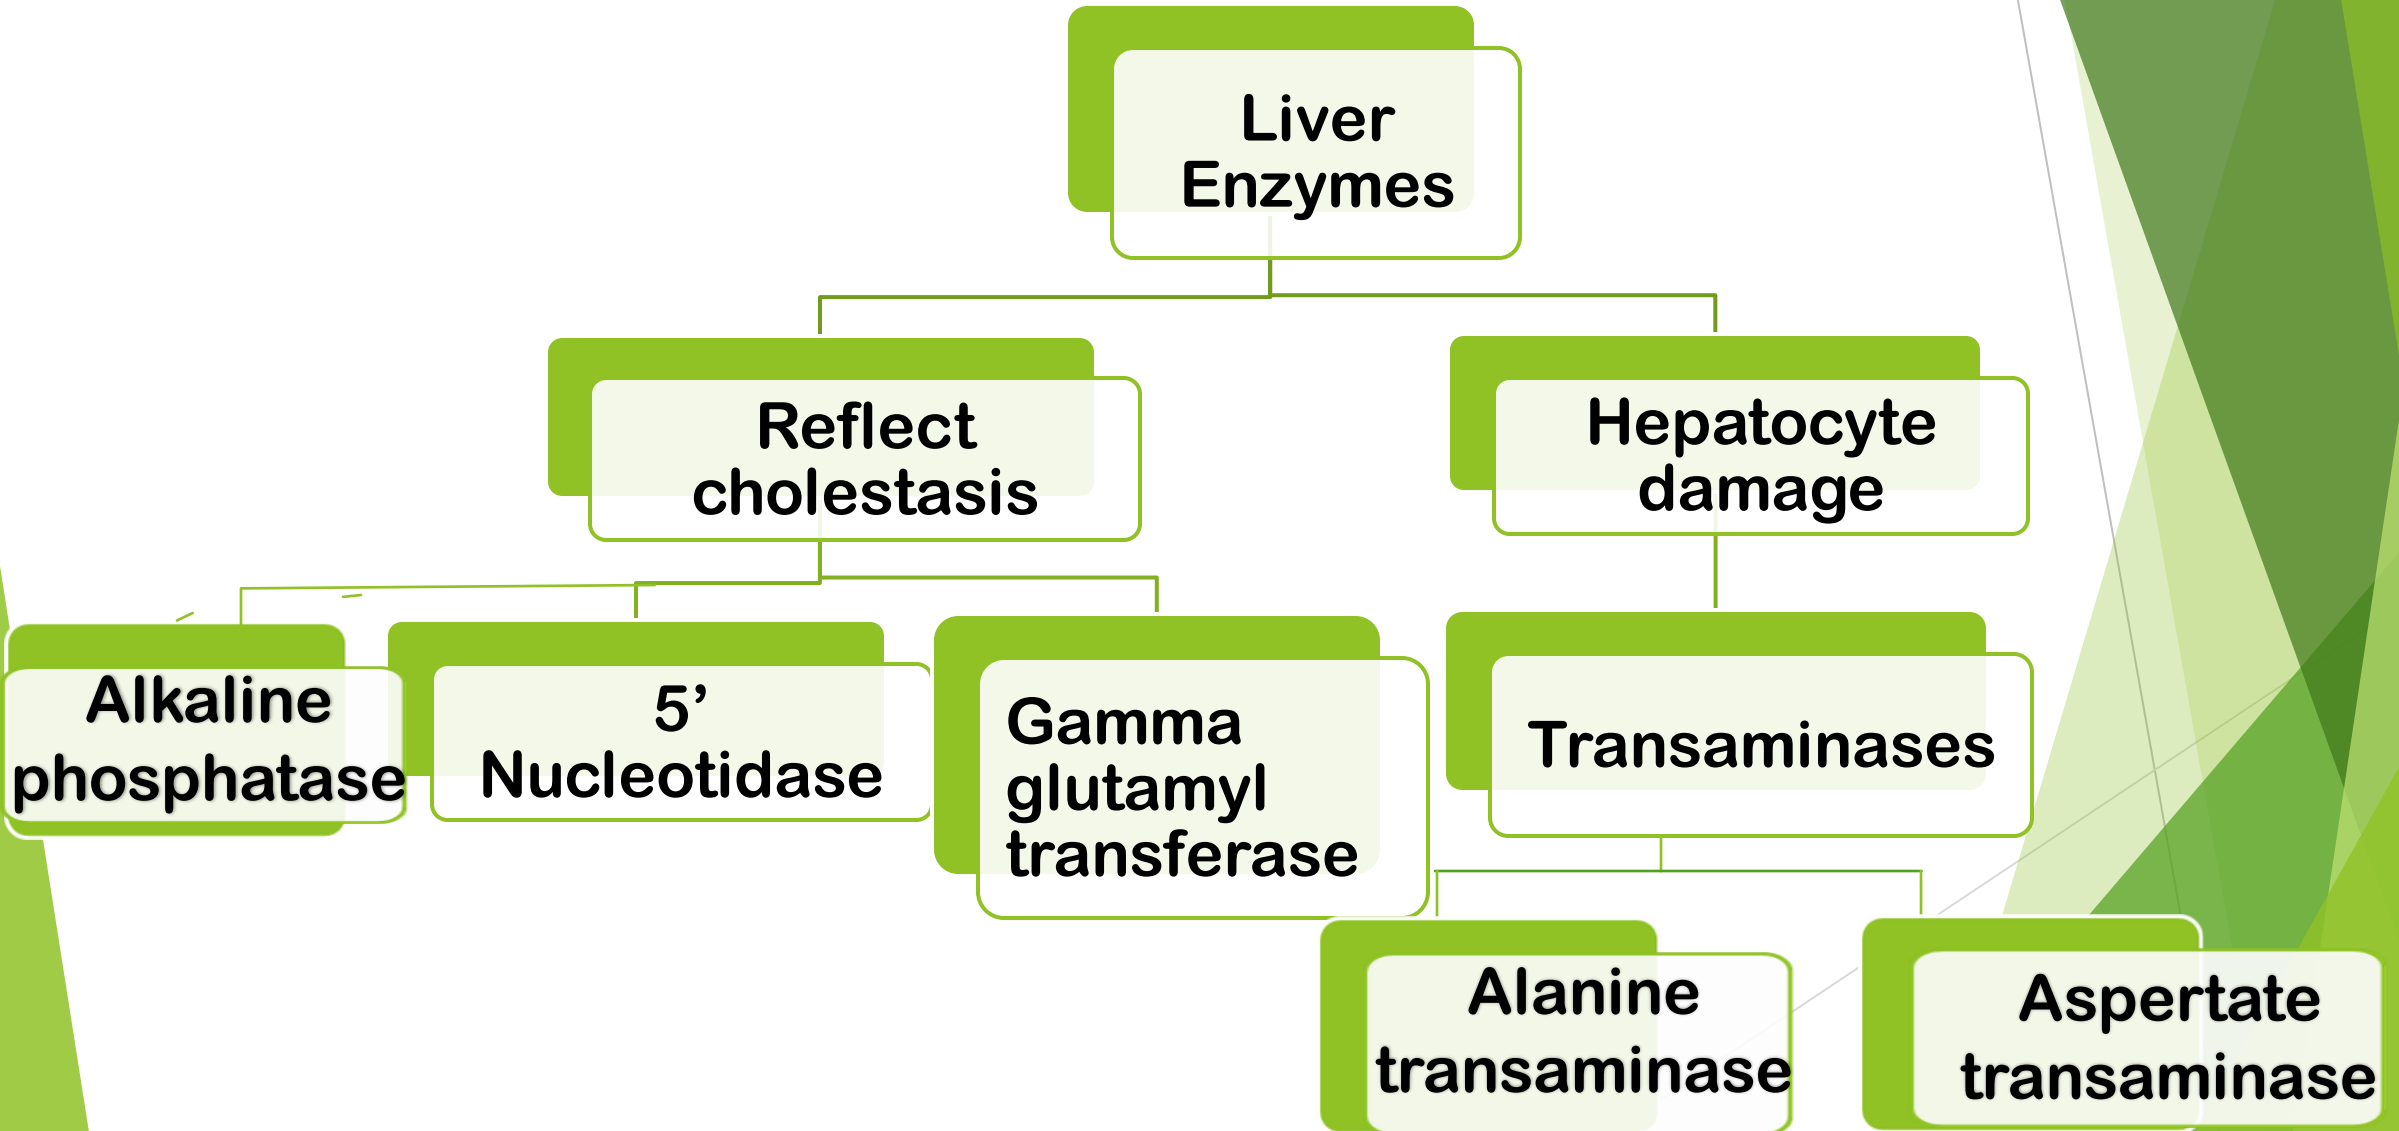 Liver
Enzymes
Reflect
cholestasis
Hepatocyte
damage
Alkaline
phosphatase
5’
Nucleotidase
Gamma
glutamyl
transferase
Transaminases
Alanine
transaminase
Aspertate
transaminase